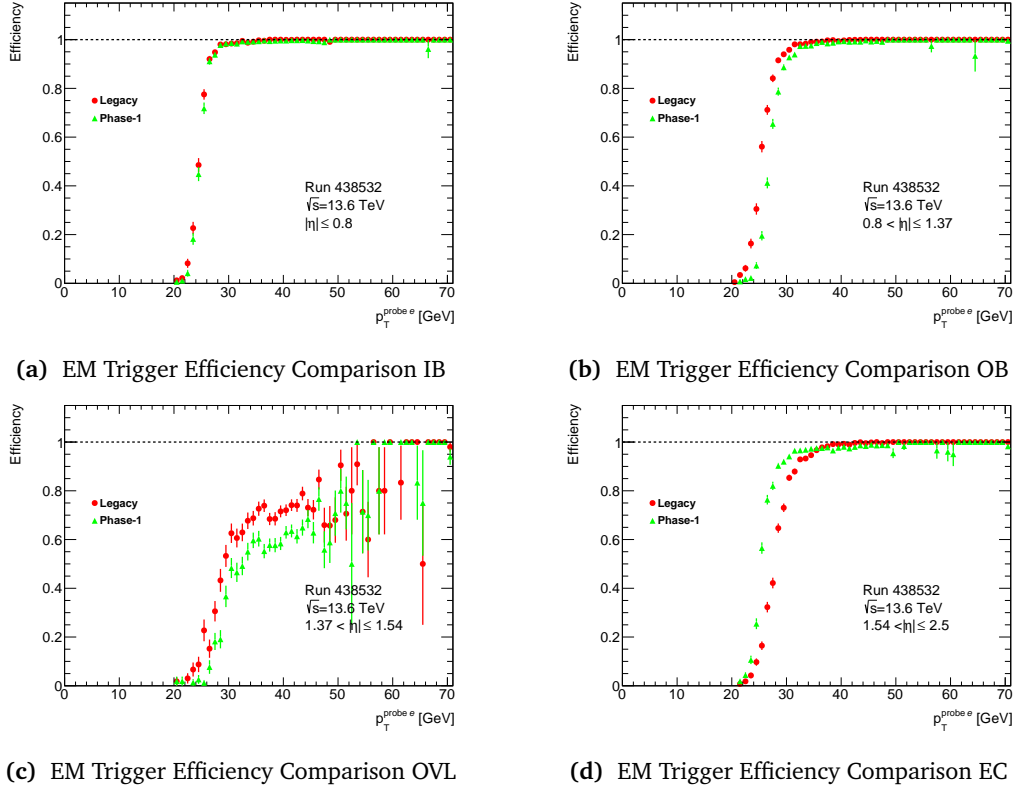 Efficiency
1
0.8
0.6
0.4
0.2
0
Legacy
Phase-1
Run 438532
√s=13.6 TeV
|η|≤ 0.8
0 10 20 30 40 50 60 70
p_T^{probe e} [GeV]
(a) EM Trigger Efficiency Comparison IB
Efficiency
1
0.8
0.6
0.4
0.2
0
Legacy
Phase-1
Run 438532
√s=13.6 TeV
0.8 < |η|≤ 1.37
0 10 20 30 40 50 60 70
p_T^{probe e} [GeV]
(b) EM Trigger Efficiency Comparison OB
Efficiency
1
0.8
0.6
0.4
0.2
0
Legacy
Phase-1
Run 438532
√s=13.6 TeV
1.37 < |η|≤ 1.54
0 10 20 30 40 50 60 70
p_T^{probe e} [GeV]
(c) EM Trigger Efficiency Comparison OVL
Efficiency
1
0.8
0.6
0.4
0.2
0
Legacy
Phase-1
Run 438532
√s=13.6 TeV
1.54 <|η|≤ 2.5
0 10 20 30 40 50 60 70
p_T^{probe e} [GeV]
(d) EM Trigger Efficiency Comparison EC